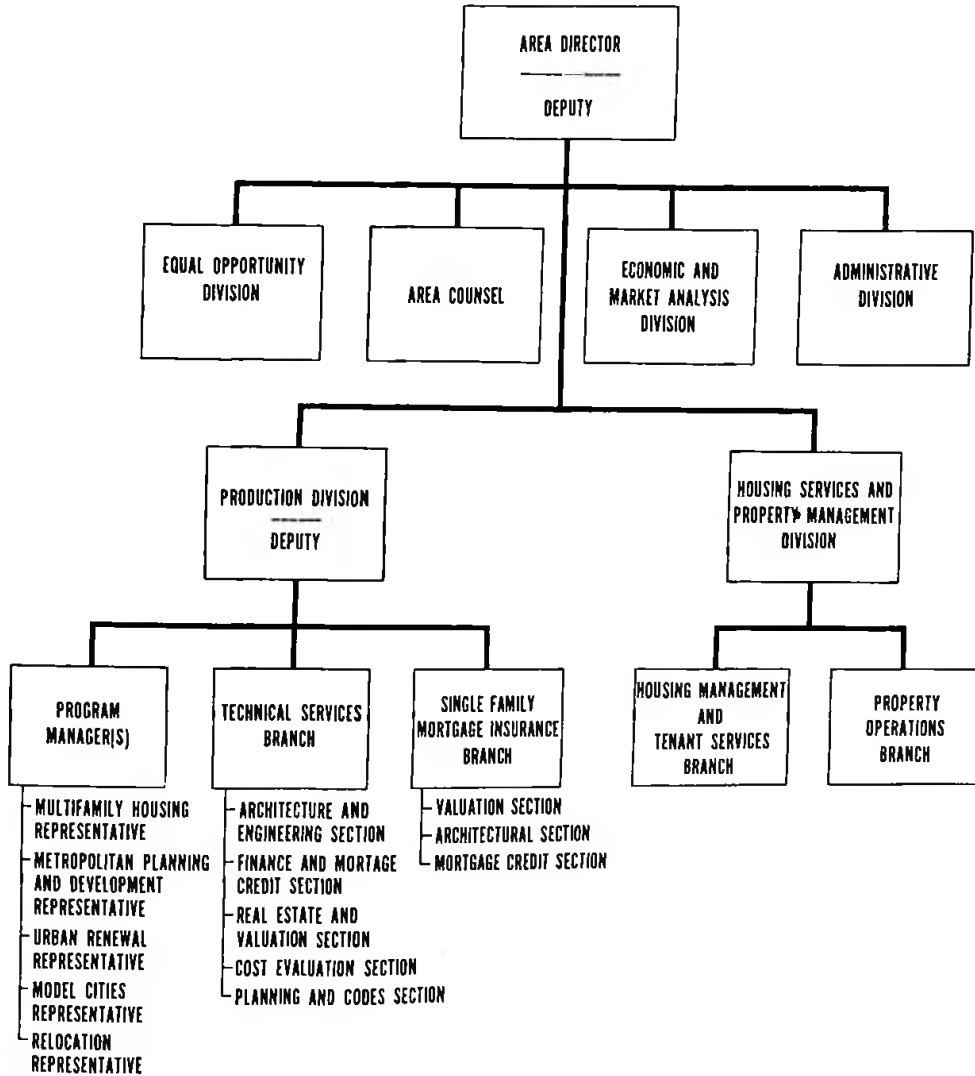 AREA DIRECTOR
DEPUTY
EQUAL OPPORTUNITY
DIVISION
AREA COUNSEL
ECONOMIC AND
MARKET ANALYSIS
DIVISION
ADMINISTRATIVE
DIVISION
PRODUCTION DIVISION
DEPUTY
HOUSING SERVICES AND
PROPERTY MANAGEMENT
DIVISION
PROGRAM
MANAGER(S)
MULTIFAMILY HOUSING
REPRESENTATIVE
METROPOLITAN PLANNING
AND DEVELOPMENT
REPRESENTATIVE
URBAN RENEWAL
REPRESENTATIVE
MODEL CITIES
REPRESENTATIVE
RELOCATION
REPRESENTATIVE
TECHNICAL SERVICES
BRANCH
ARCHITECTURE AND
ENGINEERING SECTION
FINANCE AND MORTAGE
CREDIT SECTION
REAL ESTATE AND
VALUATION SECTION
COST EVALUATION SECTION
PLANNING AND CODES SECTION
SINGLE FAMILY
MORTGAGE INSURANCE
BRANCH
VALUATION SECTION
ARCHITECTURAL SECTION
MORTGAGE CREDIT SECTION
HOUSING MANAGEMENT
AND
TENANT SERVICES
BRANCH
PROPERTY
OPERATIONS
BRANCH